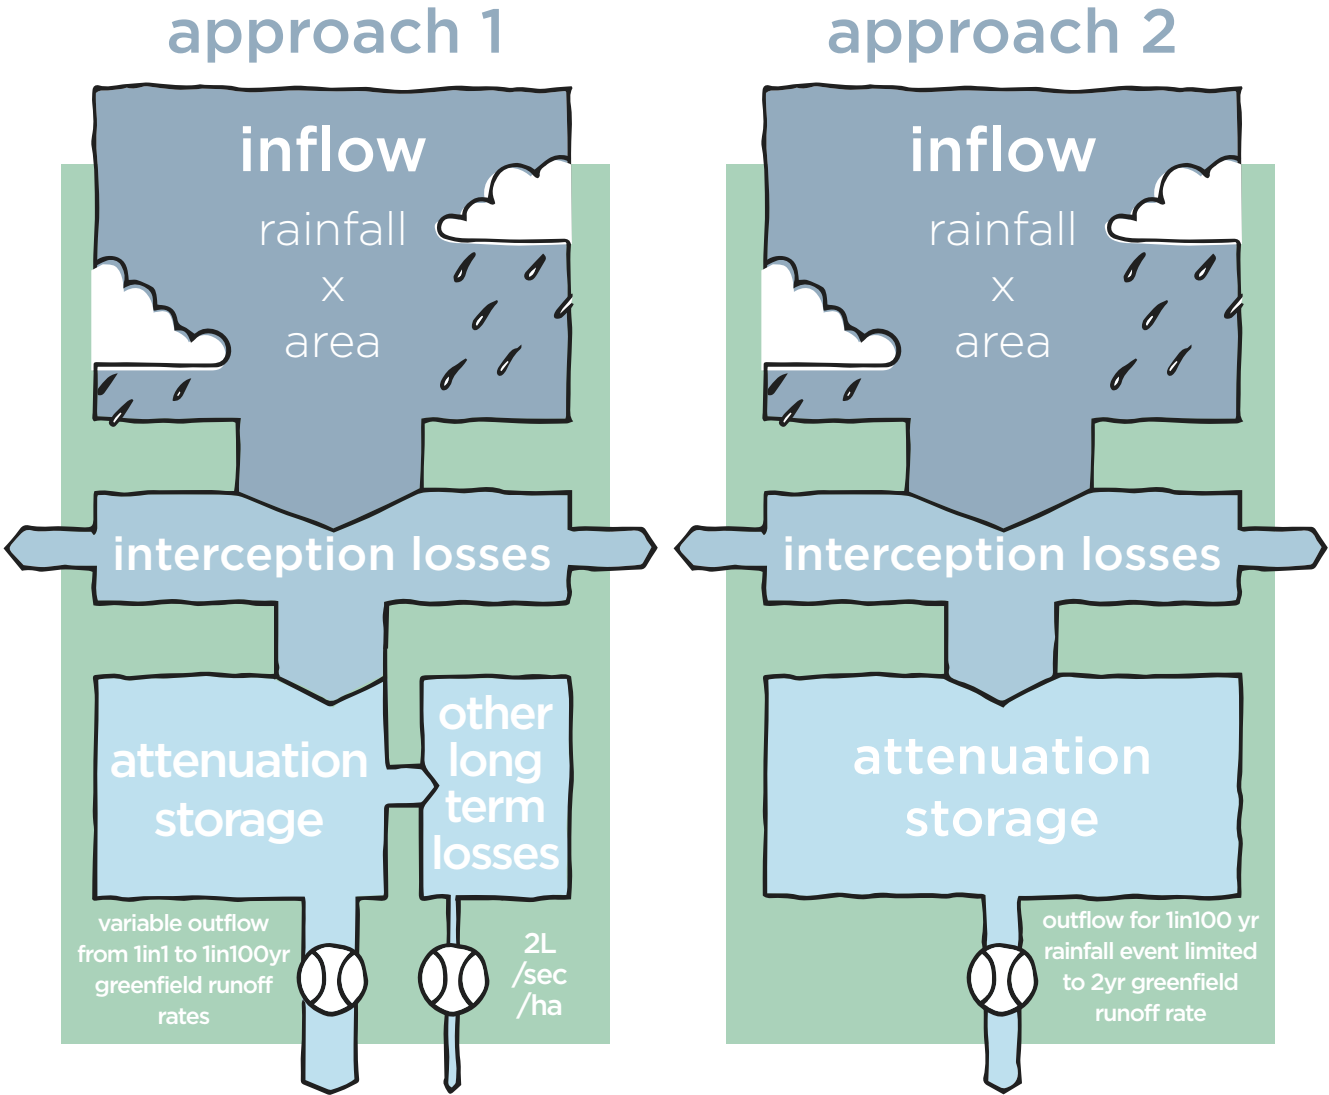 approach 1
inflow
rainfall
x
area
interception losses
attenuation
storage
other
long
term
losses
variable outflow
from 1in1 to 1in100yr
greenfield runoff
rates
2L
/sec
/ha
approach 2
inflow
rainfall
x
area
interception losses
attenuation
storage
outflow for 1in100 yr
rainfall event limited
to 2yr greenfield
runoff rate